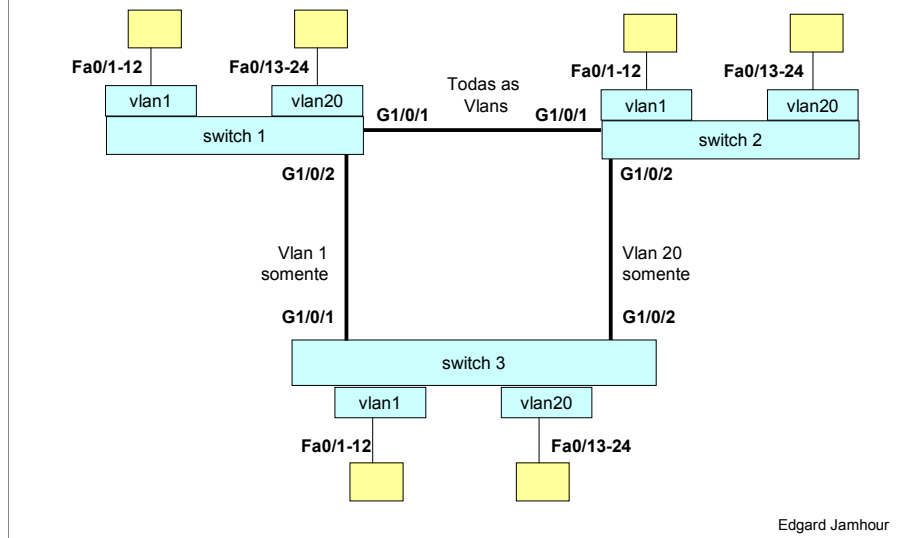 Fa0/1-12
Fa0/13-24
Fa0/1-12
Fa0/13-24
vlan1
vlan20
Todas as
Vlans
vlan1
vlan20
G1/0/1
G1/0/1
switch 1
switch 2
G1/0/2
G1/0/2
Vlan 1
somente
Vlan 20
somente
G1/0/1
G1/0/2
switch 3
vlan1
vlan20
Fa0/1-12
Fa0/13-24
Edgard Jamhour